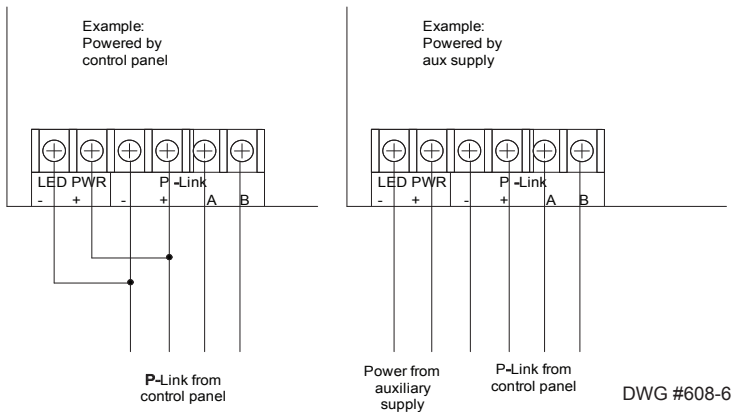 Example:
Powered by
control panel
LED PWR P -Link
- + - + A B
P-Link from
control panel
Example:
Powered by
aux supply
LED PWR P -Link
- + - + A B
Power from
auxiliary
supply
P-Link from
control panel
DWG #608-6